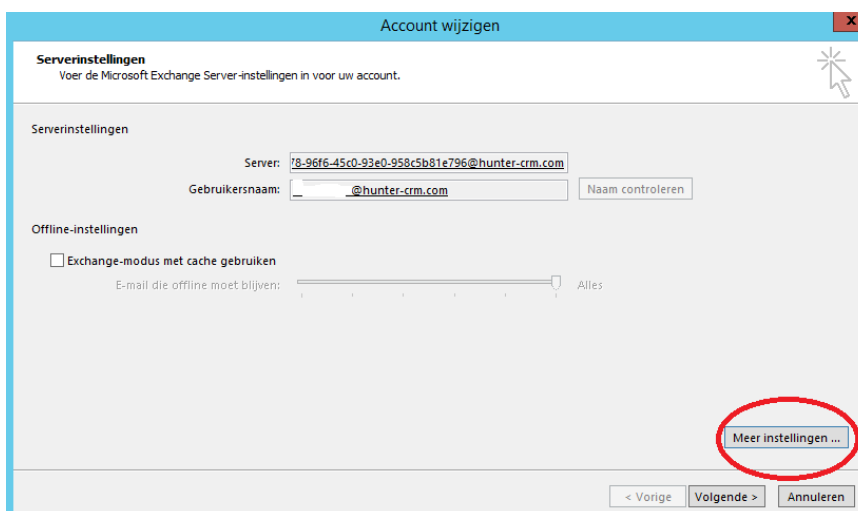 Account wijzigen
x
Serverinstellingen
Voer de Microsoft Exchange Server-instellingen in voor uw account.
Serverinstellingen
Server: 78-96f6-45c0-93e0-958c5b81e796@hunter-crm.com
Gebruikersnaam: @hunter-crm.com Naam controleren
Offline-instellingen
Exchange-modus met cache gebruiken
E-mail die offline moet blijven: Alles
Meer instellingen ...
< Vorige Volgende > Annuleren